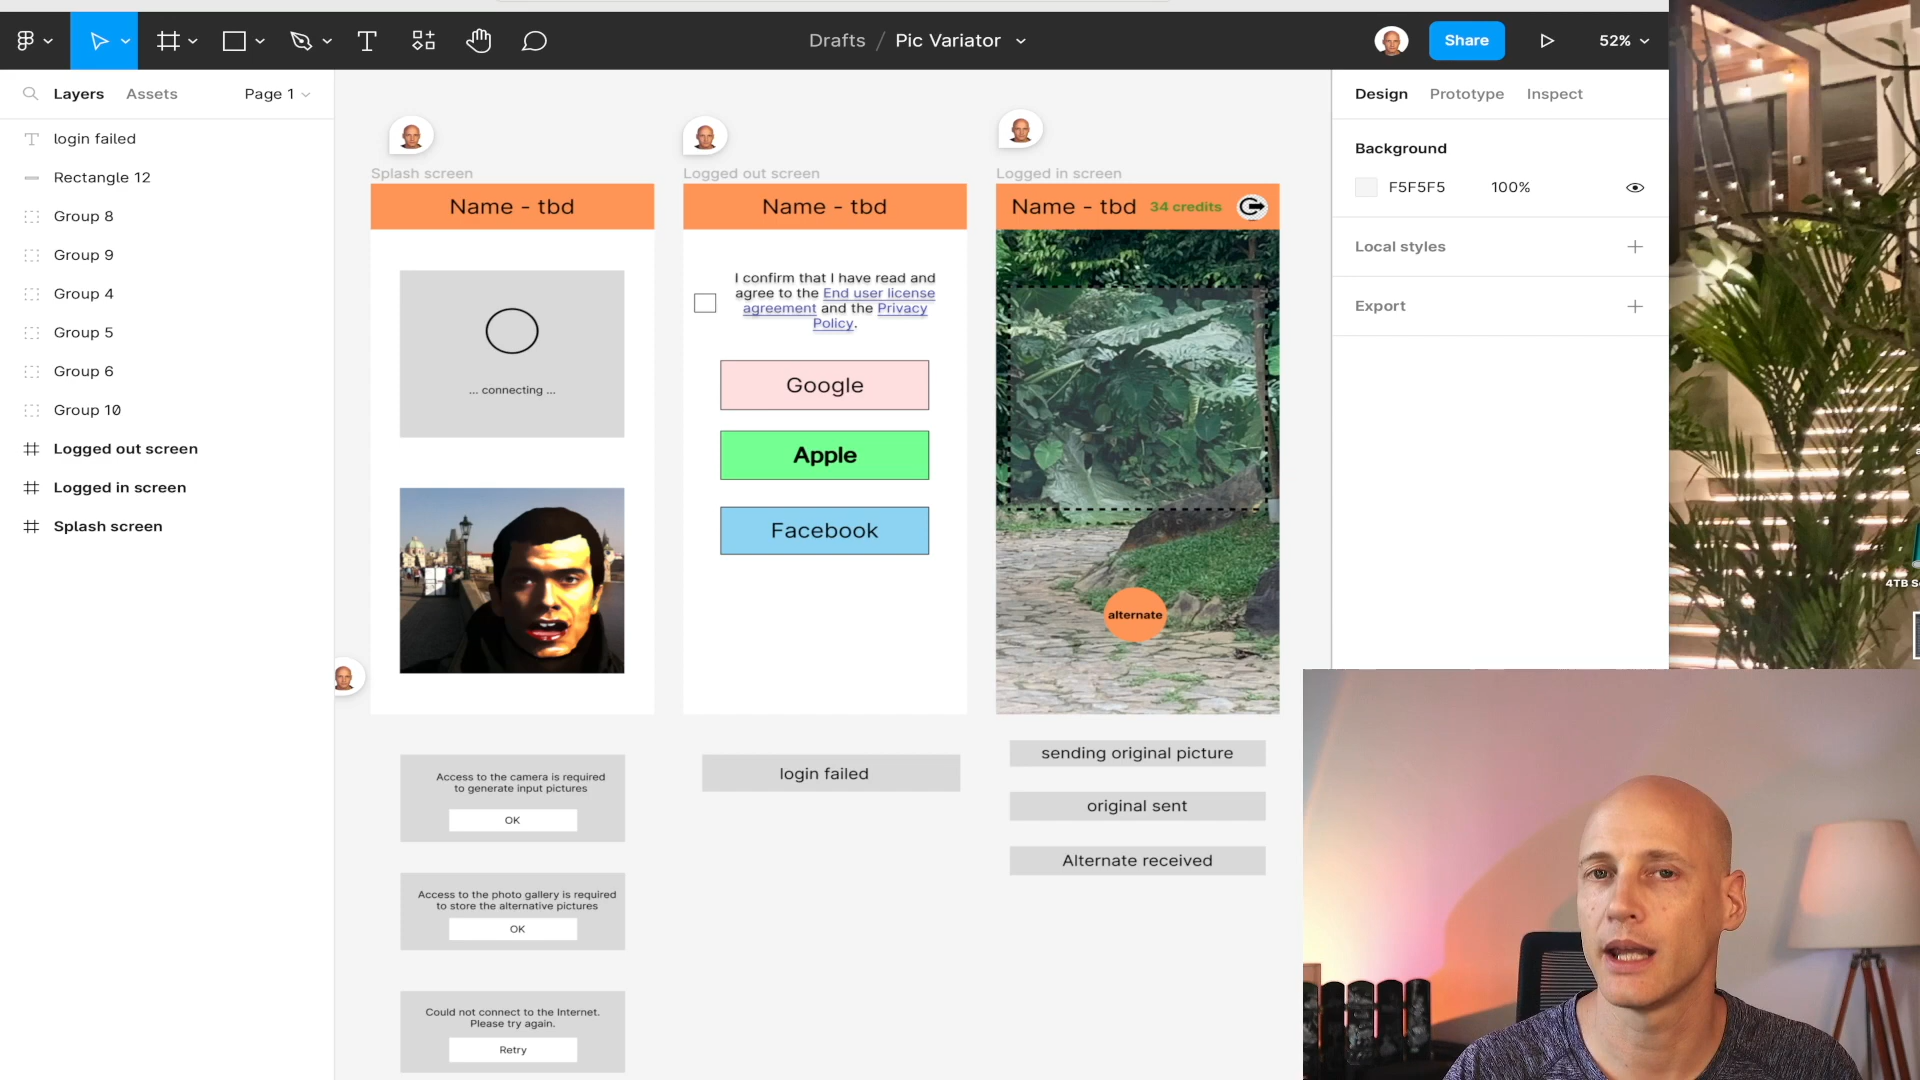 Drafts / Pic Variator
Share
52%
Layers
Assets
Page 1
login failed
Rectangle 12
Group 8
Group 9
Group 4
Group 5
Group 6
Group 10
Logged out screen
Logged in screen
Splash screen
Splash screen
Name - tbd
... connecting ...
Access to the camera is required
to generate input pictures
OK
Access to the photo gallery is required
to store the alternative pictures
OK
Could not connect to the Internet.
Please try again.
Retry
Logged out screen
Name - tbd
I confirm that I have read and
agree to the End user license
agreement and the Privacy
Policy.
Google
Apple
Facebook
login failed
Logged in screen
Name - tbd
34 credits
alternate
sending original picture
original sent
Alternate received
Design
Prototype
Inspect
Background
F5F5F5
100%
Local styles
Export
4TB